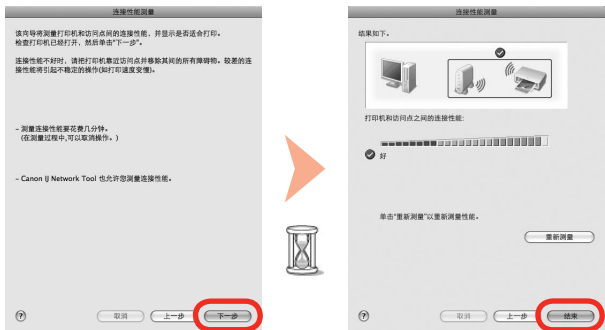 连接性能测量
该向导将测量打印机和访问点间的连接性能，并显示是否适合打印。
检查打印机已经打开，然后单击“下一步”。
连接性能不好时，请把打印机靠近访问点并移除其间的所有障碍物。较差的连
接性能将引起不稳定的操作(如打印速度变慢)。
- 测量连接性能要花费几分钟。
(在测量过程中,可以取消操作。)
- Canon IJ Network Tool 也允许您测量连接性能。
?
取消
上一步
下一步
连接性能测量
结果如下。
打印机和访问点之间的连接性能:
好
单击“重新测量”以重新测量性能。
重新测量
?
取消
上一步
结束